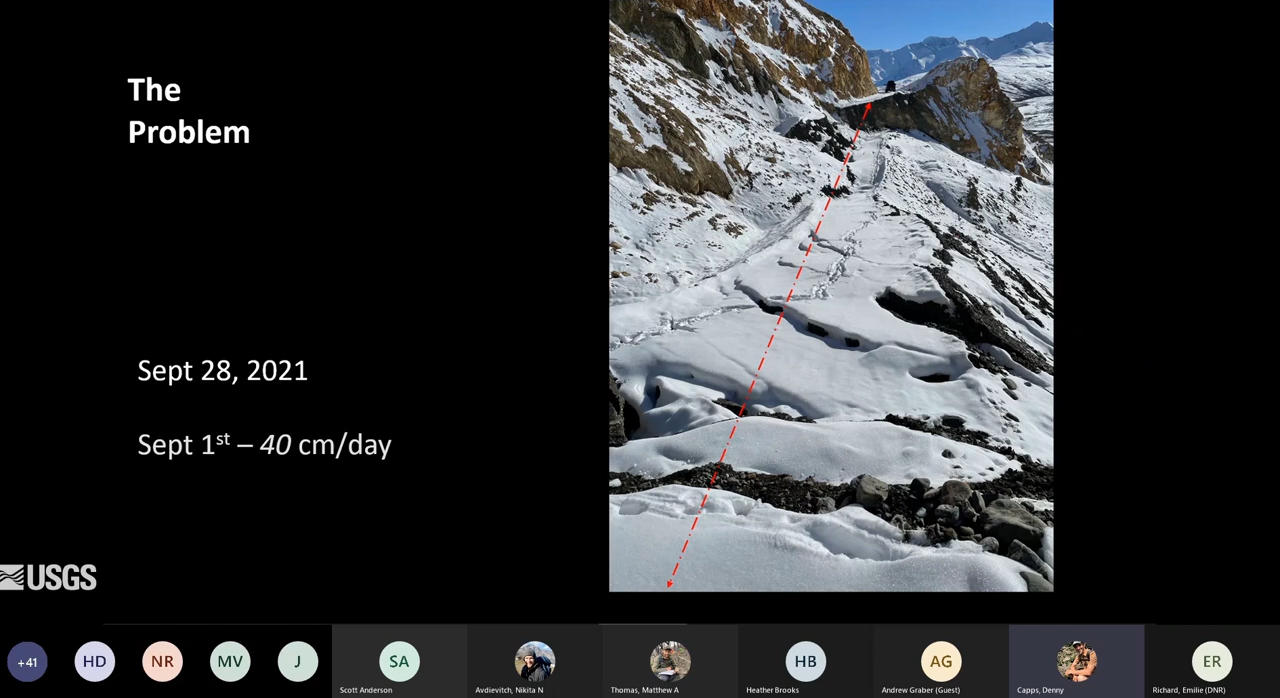 The
Problem
Sept 28, 2021
Sept 1st – 40 cm/day
USGS
+41
HD
NR
MV
J
SA
HB
AG
ER
Scott Anderson
Avdievitch, Nikita N
Thomas, Matthew A
Heather Brooks
Andrew Graber (Guest)
Capps, Denny
Richard, Emilie (DNR)